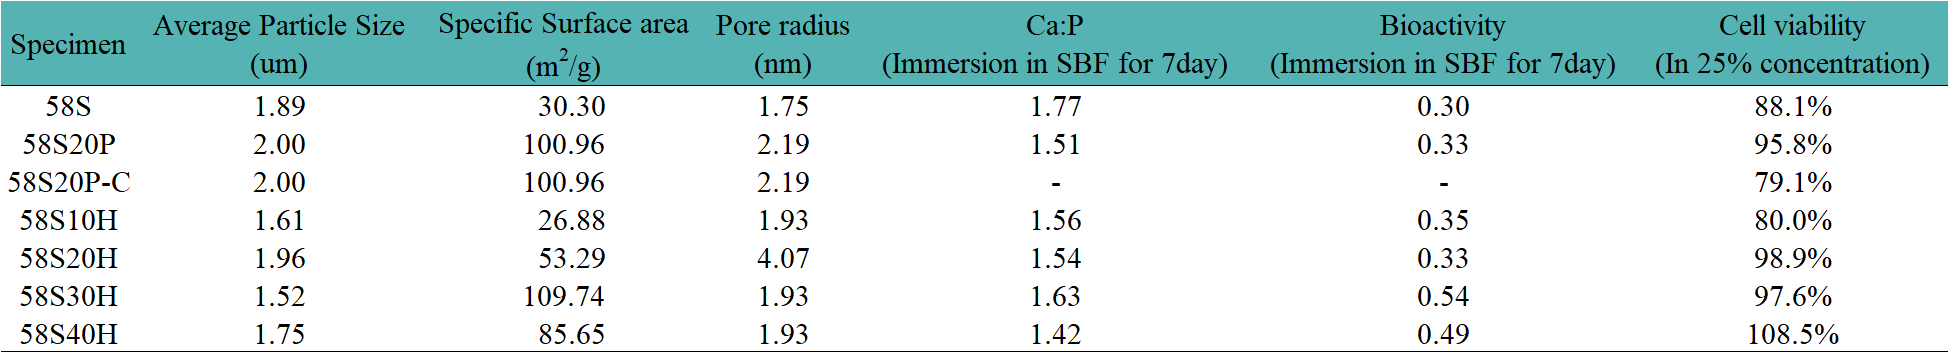 Specimen Average Particle Size (um) Specific Surface area (m²/g) Pore radius (nm) Ca:P (Immersion in SBF for 7day) Bioactivity (Immersion in SBF for 7day) Cell viability (In 25% concentration)
58S 1.89 30.30 1.75 1.77 0.30 88.1%
58S20P 2.00 100.96 2.19 1.51 0.33 95.8%
58S20P-C 2.00 100.96 2.19 - - 79.1%
58S10H 1.61 26.88 1.93 1.56 0.35 80.0%
58S20H 1.96 53.29 4.07 1.54 0.33 98.9%
58S30H 1.52 109.74 1.93 1.63 0.54 97.6%
58S40H 1.75 85.65 1.93 1.42 0.49 108.5%